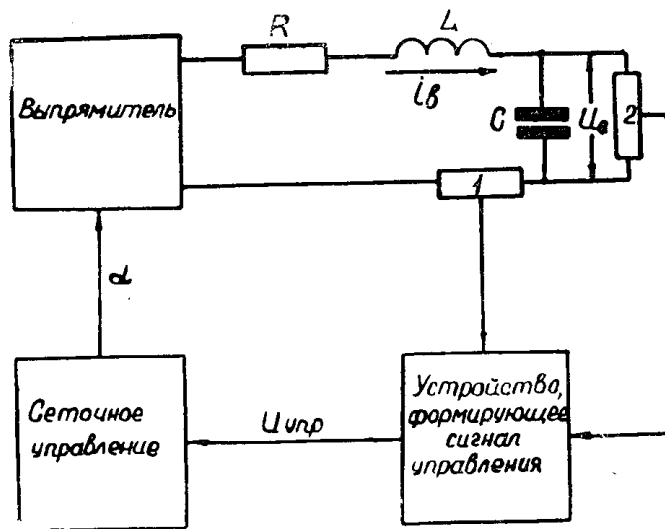 R
L
Выпрямитель
iв
C
Uв
2
1
α
Сеточное
управление
Uупр
Устройство,
формирующее
сигнал
управления